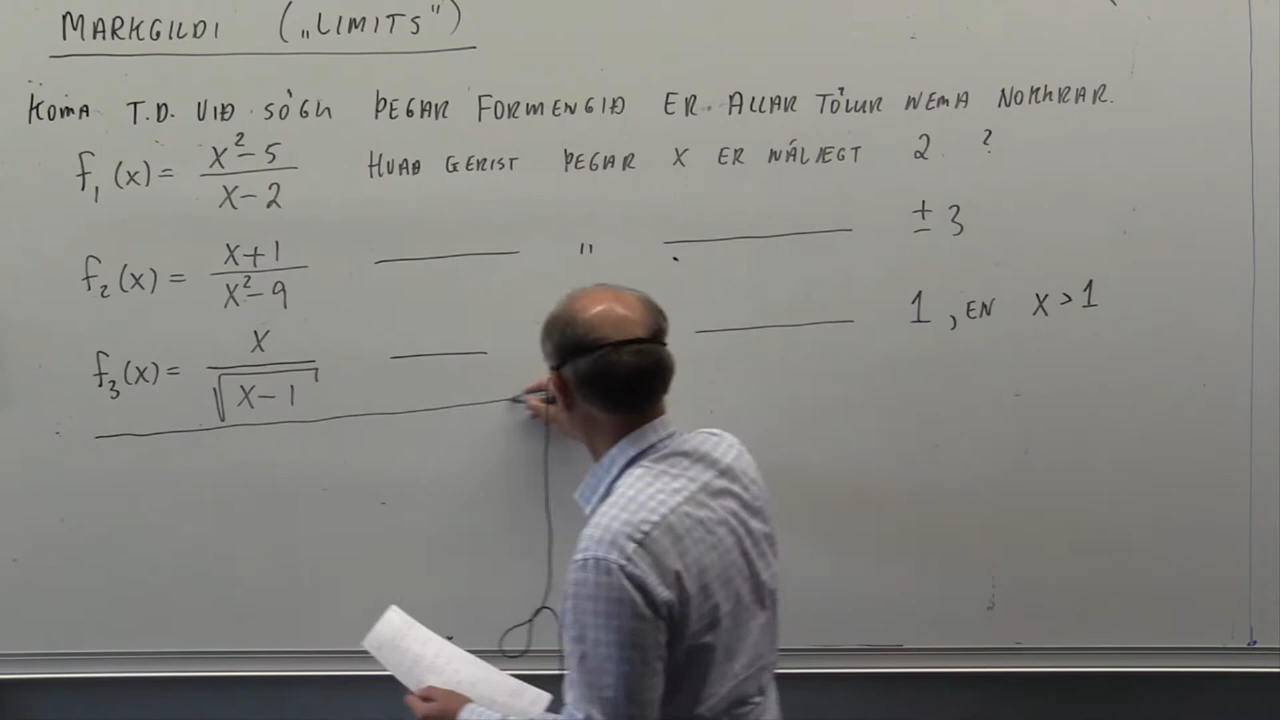 MARKGILDI („LIMITS”)
KOMA T.D. VIÐ SÖGU ÞEGAR FORMENGIÐ ER ALLAR TÖLUR NEMA NOKKRAR.
f₁(x) = (x²-5)/(x-2) HVAÐ GERIST ÞEGAR X ER NÁLÆGT 2 ?
f₂(x) = (x+1)/(x²-9) —— " —— ± 3
f₃(x) = x/√(x-1) —— —— 1, EN X > 1